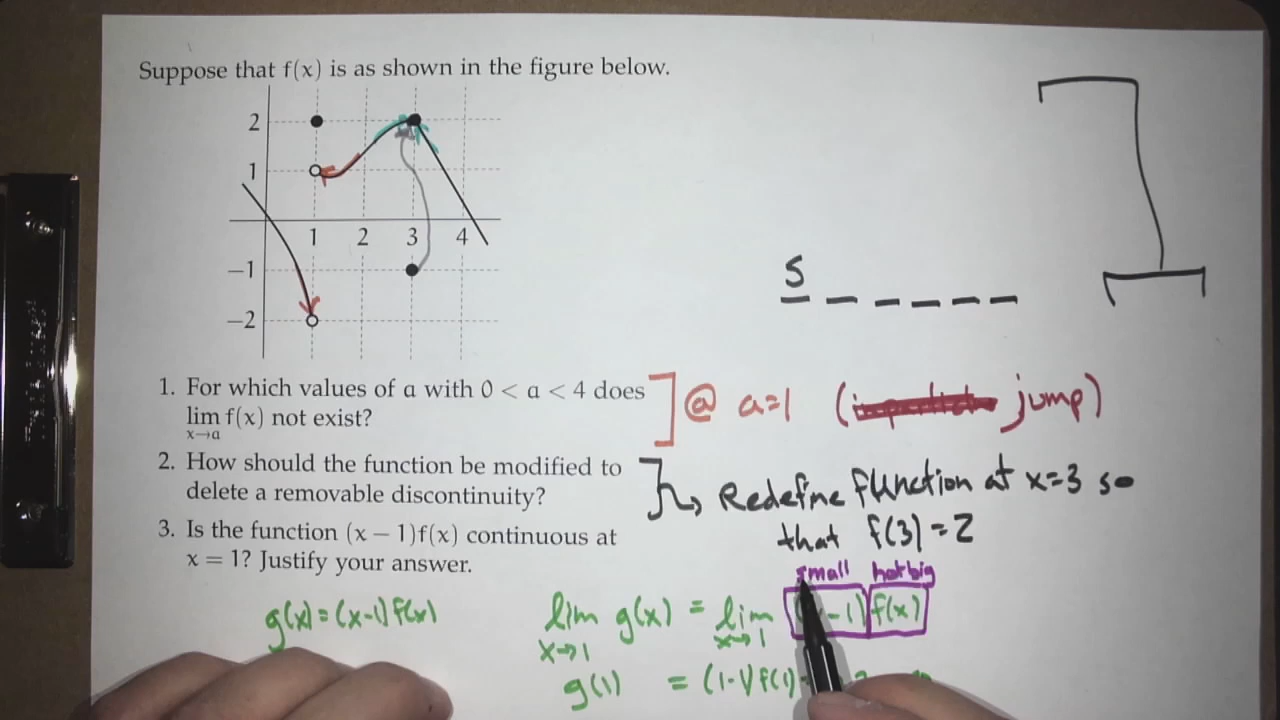 Suppose that f(x) is as shown in the figure below.
2
1
1 2 3 4
−1
−2
S _ _ _ _ _
1. For which values of a with 0 < a < 4 does
lim f(x) not exist?
x→a
@ a=1 ( jump)
2. How should the function be modified to
delete a removable discontinuity?
Redefine function at x=3 so
that f(3)=2
3. Is the function (x − 1)f(x) continuous at
x = 1? Justify your answer.
small not big
g(x)=(x-1)f(x)
lim g(x) = lim -1) f(x)
x→1 x→1
g(1) = (1-1)f(1)